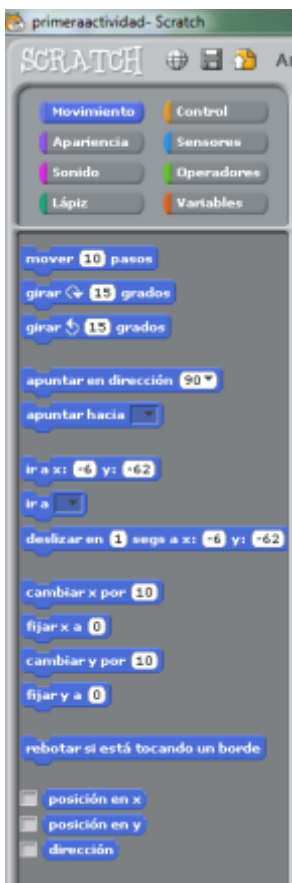 primeraactividad- Scratch
SCRATCH
Movimiento Control
Apariencia Sensores
Sonido Operadores
Lápiz Variables
mover 10 pasos
girar 15 grados
girar 15 grados
apuntar en dirección 90
apuntar hacia
ir a x: -6 y: -62
ir a
deslizar en 1 segs a x: -6 y: -62
cambiar x por 10
fijar x a 0
cambiar y por 10
fijar y a 0
rebotar si está tocando un borde
posición en x
posición en y
dirección